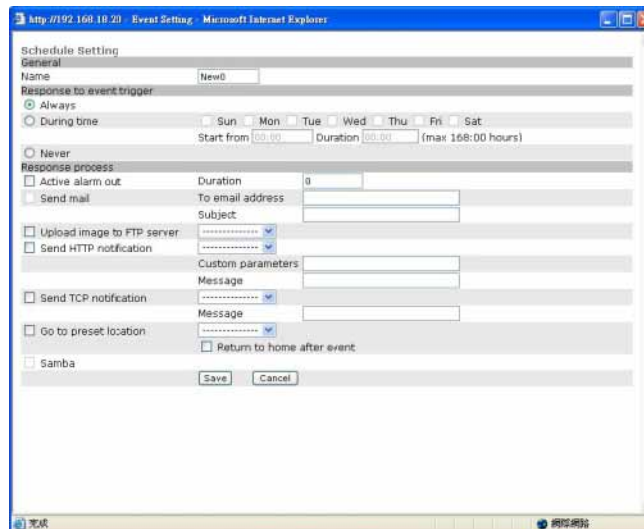 http://192.168.18.20 - Event Setting - Microsoft Internet Explorer
Schedule Setting
General
Name New0
Response to event trigger
Always
During time Sun Mon Tue Wed Thu Fri Sat
Start from 00:00 Duration 00:00 (max 168:00 hours)
Never
Response process
Active alarm out Duration 0
Send mail To email address
Subject
Upload image to FTP server --------------
Send HTTP notification --------------
Custom parameters
Message
Send TCP notification --------------
Message
Go to preset location --------------
Return to home after event
Samba
Save Cancel
完成 網際網路